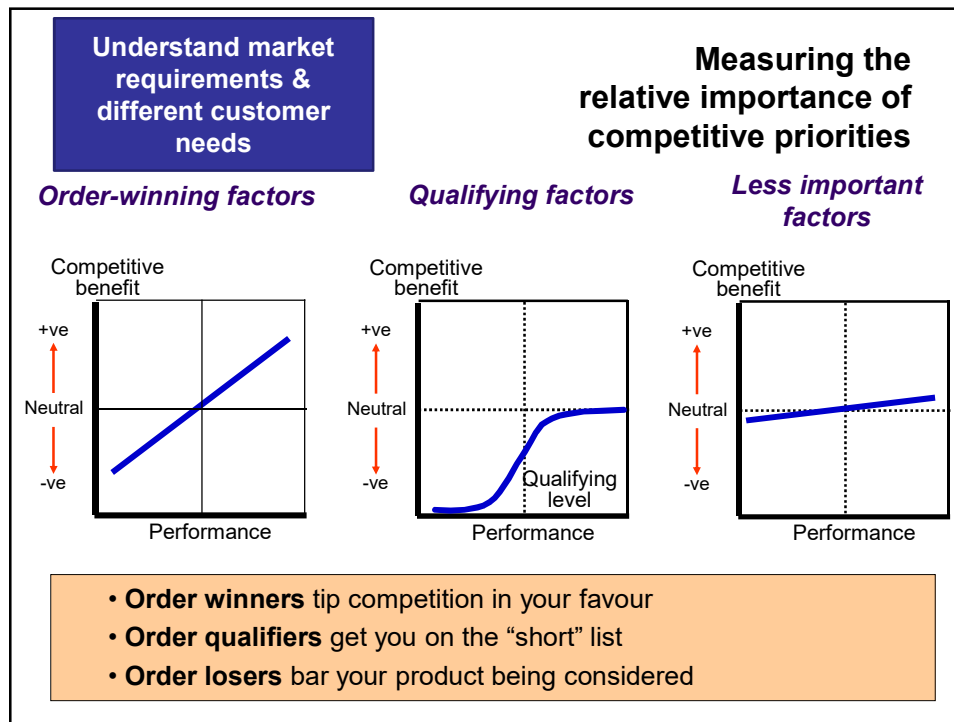 Understand market
requirements &
different customer
needs
Measuring the
relative importance of
competitive priorities
Order-winning factors
Qualifying factors
Less important
factors
Competitive
benefit
+ve
Neutral
-ve
Performance
Competitive
benefit
+ve
Neutral
-ve
Qualifying
level
Performance
Competitive
benefit
+ve
Neutral
-ve
Performance
• Order winners tip competition in your favour
• Order qualifiers get you on the “short” list
• Order losers bar your product being considered